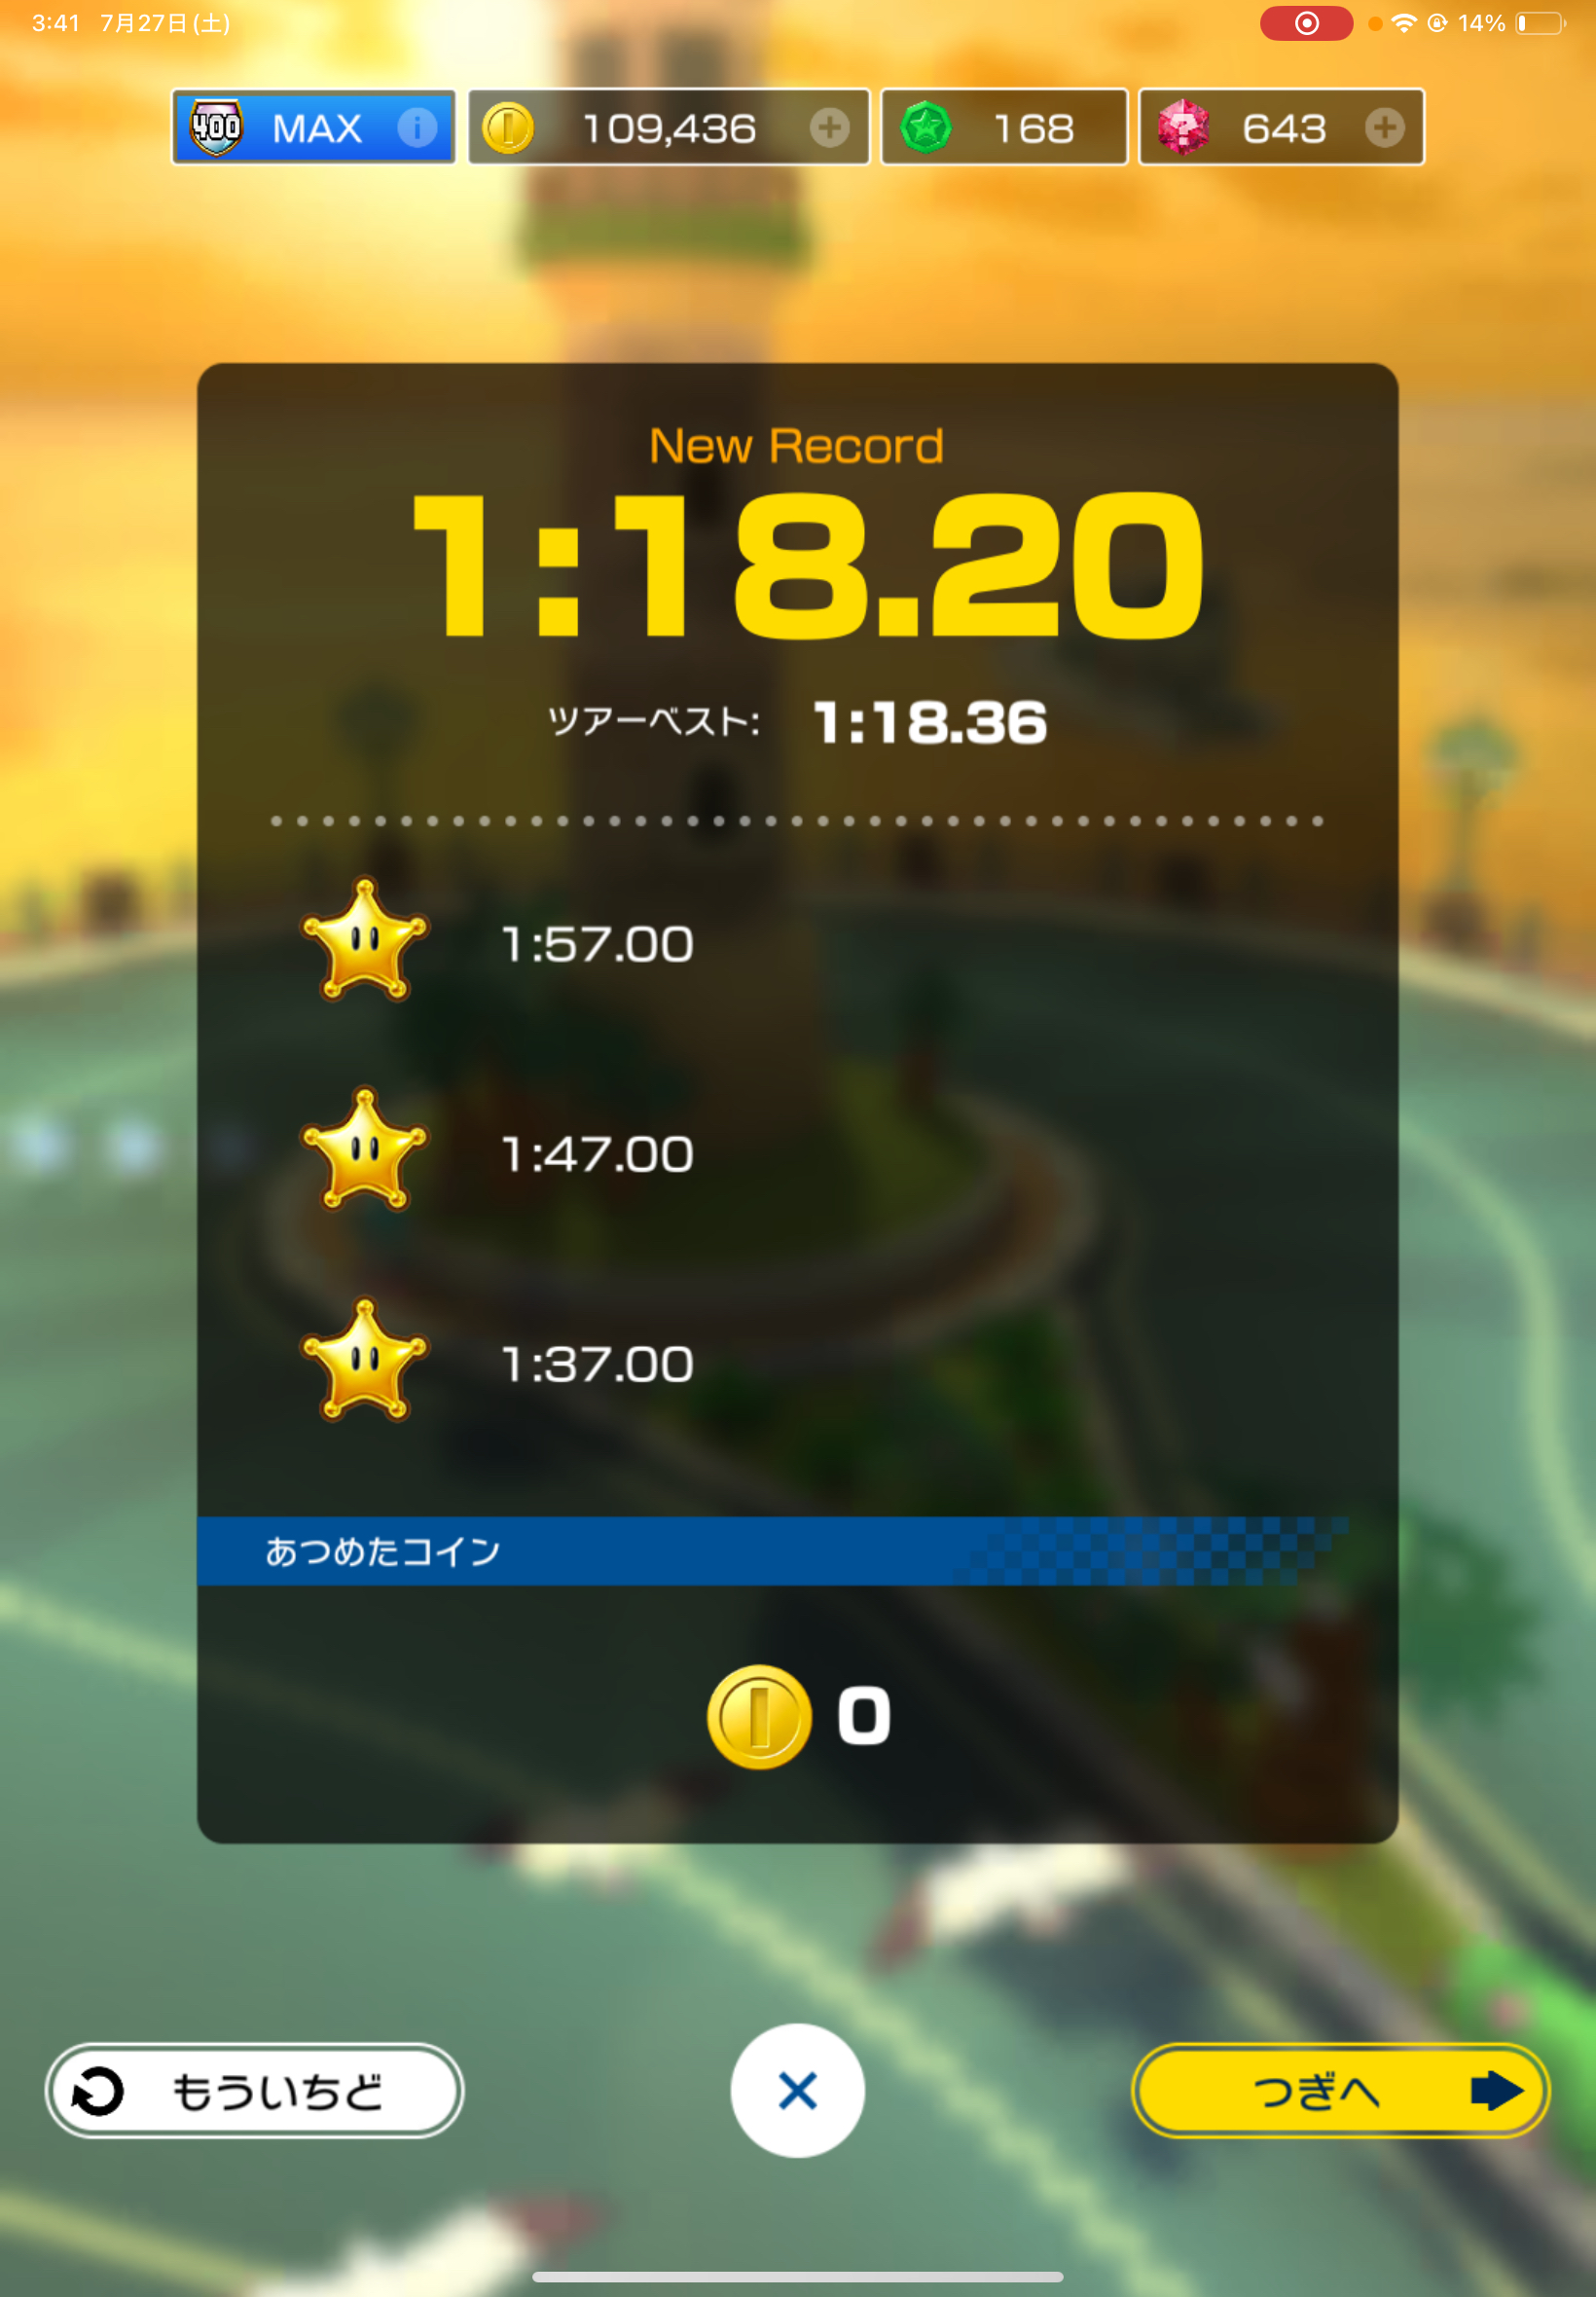 3:41 7月27日(土) 14%
400 MAX i 109,436 + 168 ? 643 +
New Record
1:18.20
ツアーベスト: 1:18.36
1:57.00
1:47.00
1:37.00
あつめたコイン
0
もういちど × つぎへ